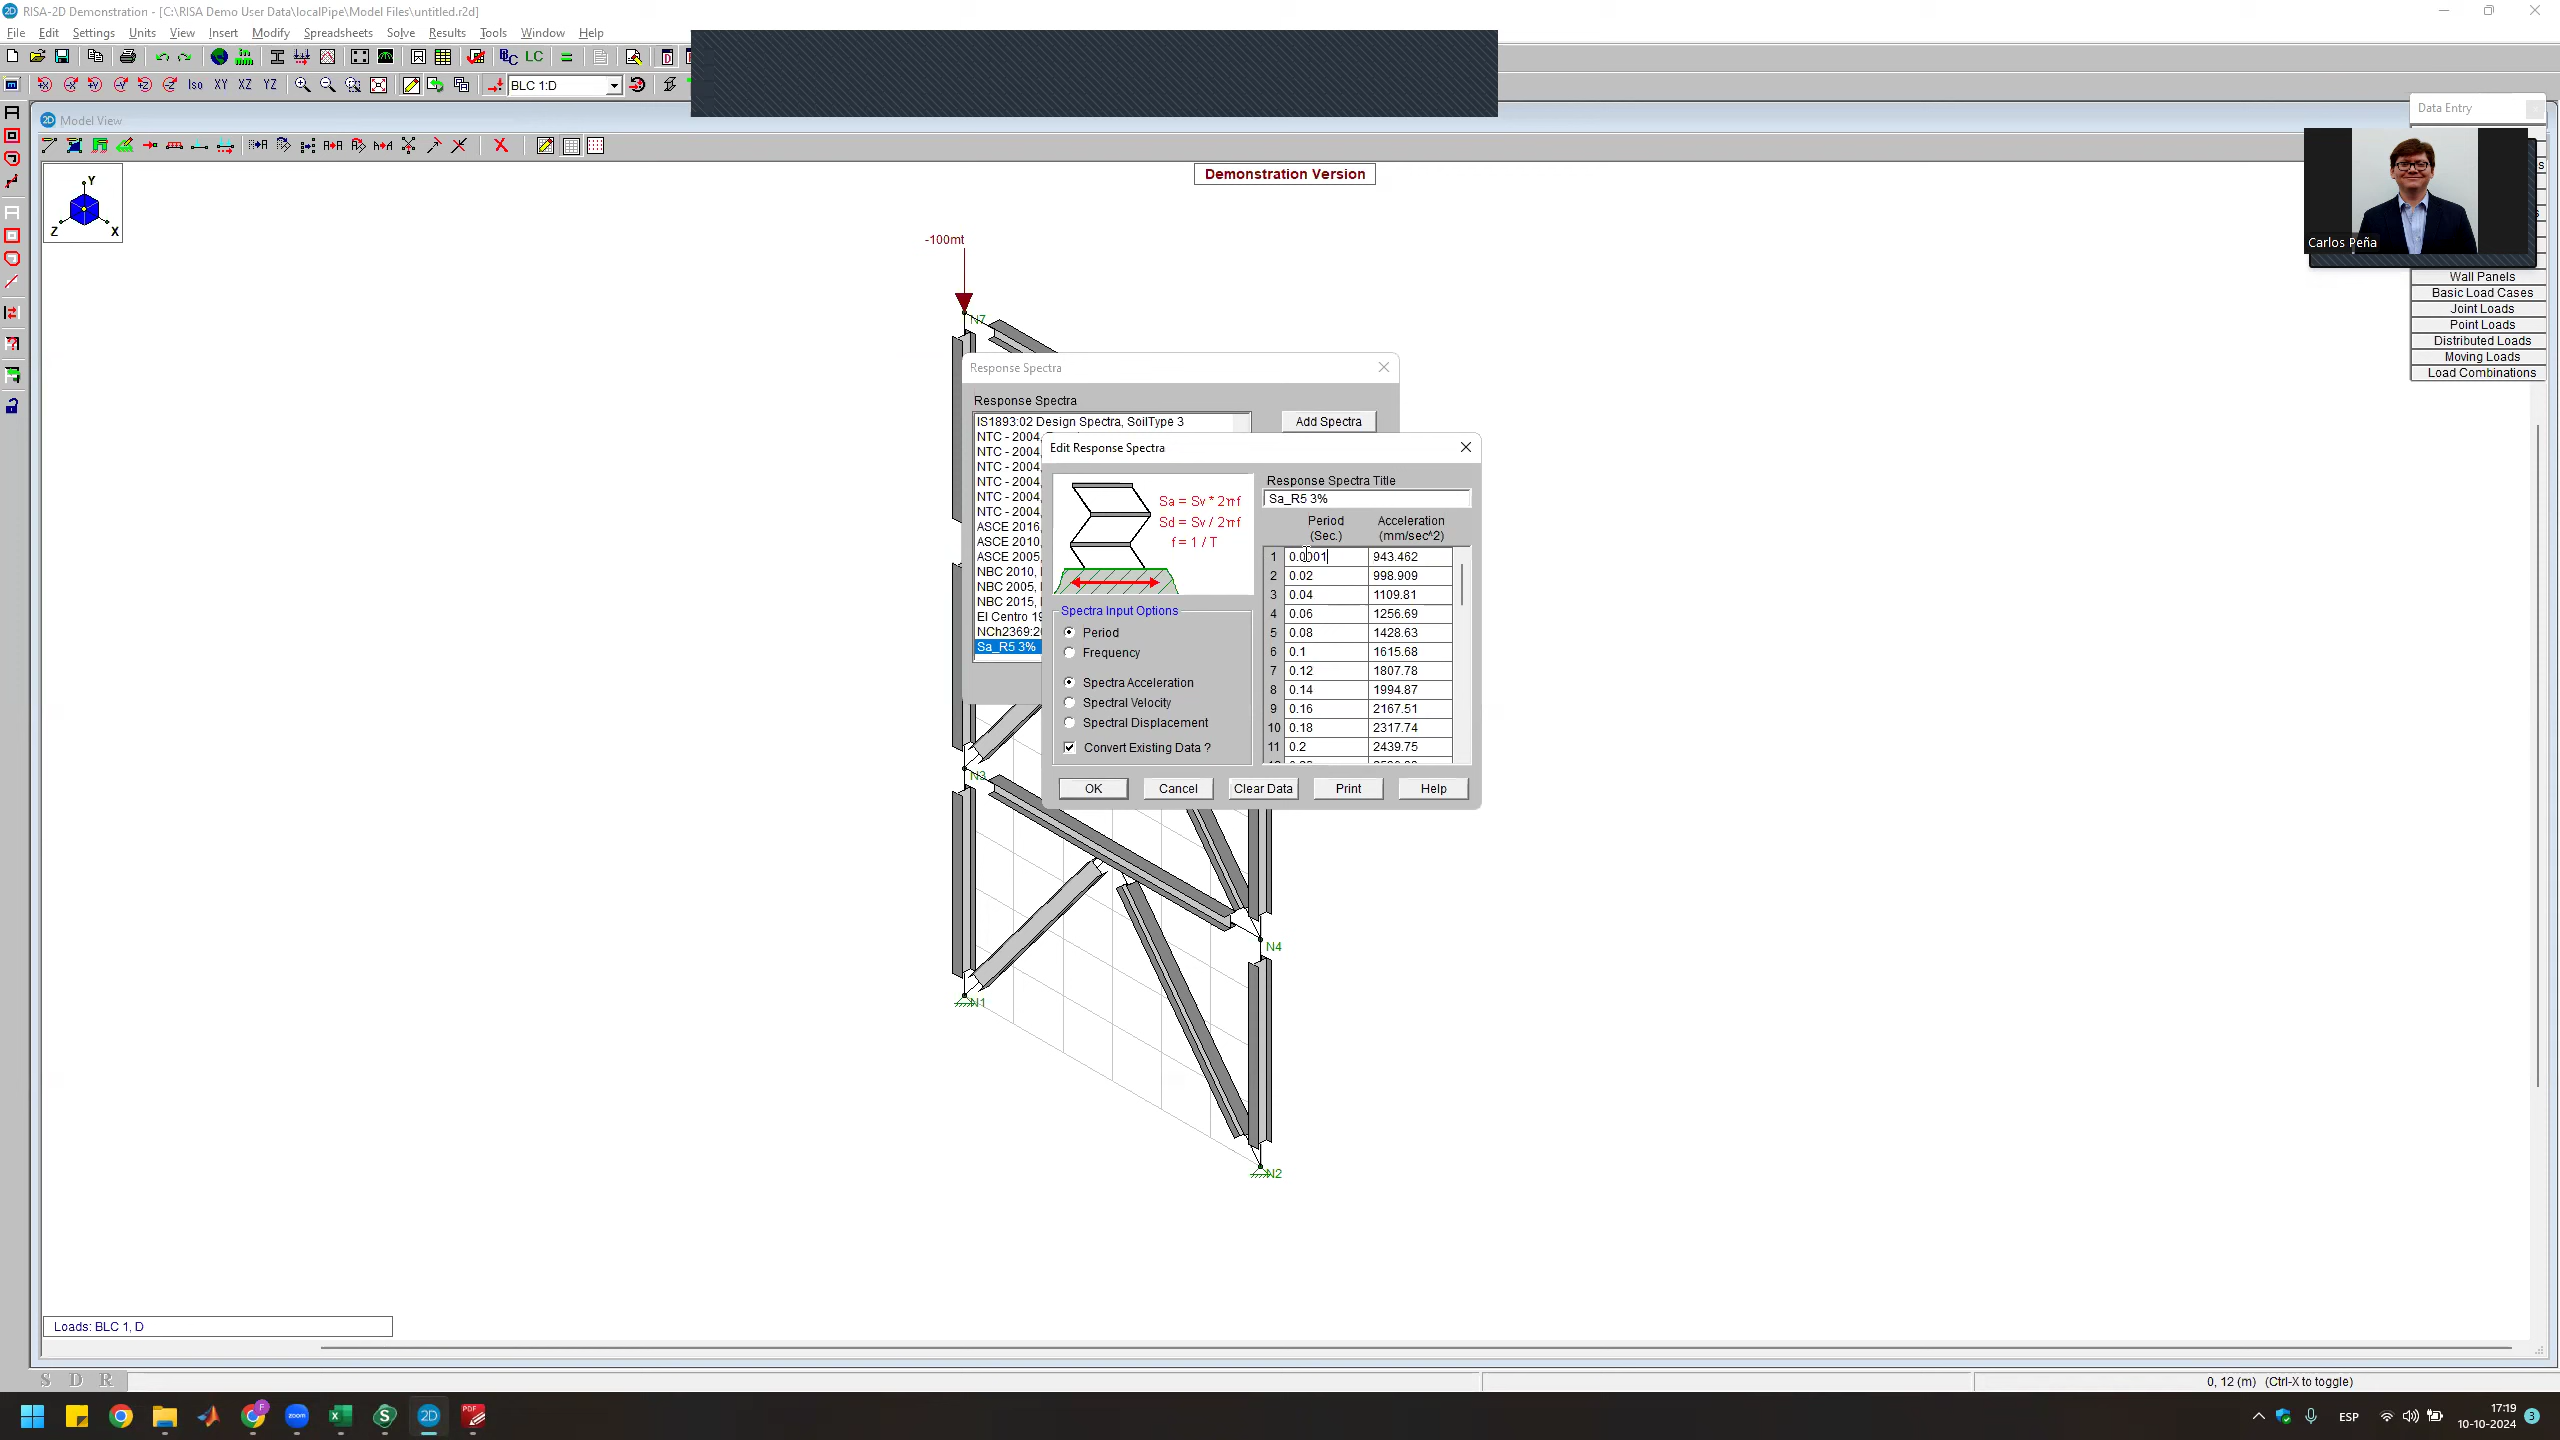 RISA-2D Demonstration - [C:\RISA Demo User Data\localPipe\Model Files\untitled.r2d]
File Edit Settings Units View Insert Modify Spreadsheets Solve Results Tools Window Help
BLC LC
Iso XY XZ YZ BLC 1:D
2D Model View
Data Entry
Demonstration Version
Y
Z X
Carlos Peña
-100mt
Wall Panels
Basic Load Cases
Joint Loads
Point Loads
Distributed Loads
Moving Loads
Load Combinations
N7
Response Spectra
Response Spectra
IS1893:02 Design Spectra, SoilType 3
Add Spectra
NTC - 2004,
NTC - 2004,
NTC - 2004,
NTC - 2004,
NTC - 2004,
NTC - 2004,
ASCE 2016,
ASCE 2010,
ASCE 2005,
NBC 2010,
NBC 2005,
NBC 2015,
El Centro 19
NCh2369:20
Sa_R5 3%
Edit Response Spectra
Sa = Sv * 2πf
Sd = Sv / 2πf
f = 1 / T
Response Spectra Title
Sa_R5 3%
Period (Sec.) Acceleration (mm/sec^2)
1 0.0001 943.462
2 0.02 998.909
3 0.04 1109.81
4 0.06 1256.69
5 0.08 1428.63
6 0.1 1615.68
7 0.12 1807.78
8 0.14 1994.87
9 0.16 2167.51
10 0.18 2317.74
11 0.2 2439.75
Spectra Input Options
Period
Frequency
Spectra Acceleration
Spectral Velocity
Spectral Displacement
Convert Existing Data ?
OK Cancel Clear Data Print Help
N3
N4
N1
N2
Loads: BLC 1, D
S D R
0, 12 (m) (Ctrl-X to toggle)
zoom
2D
PDF
ESP
17:19
10-10-2024
3